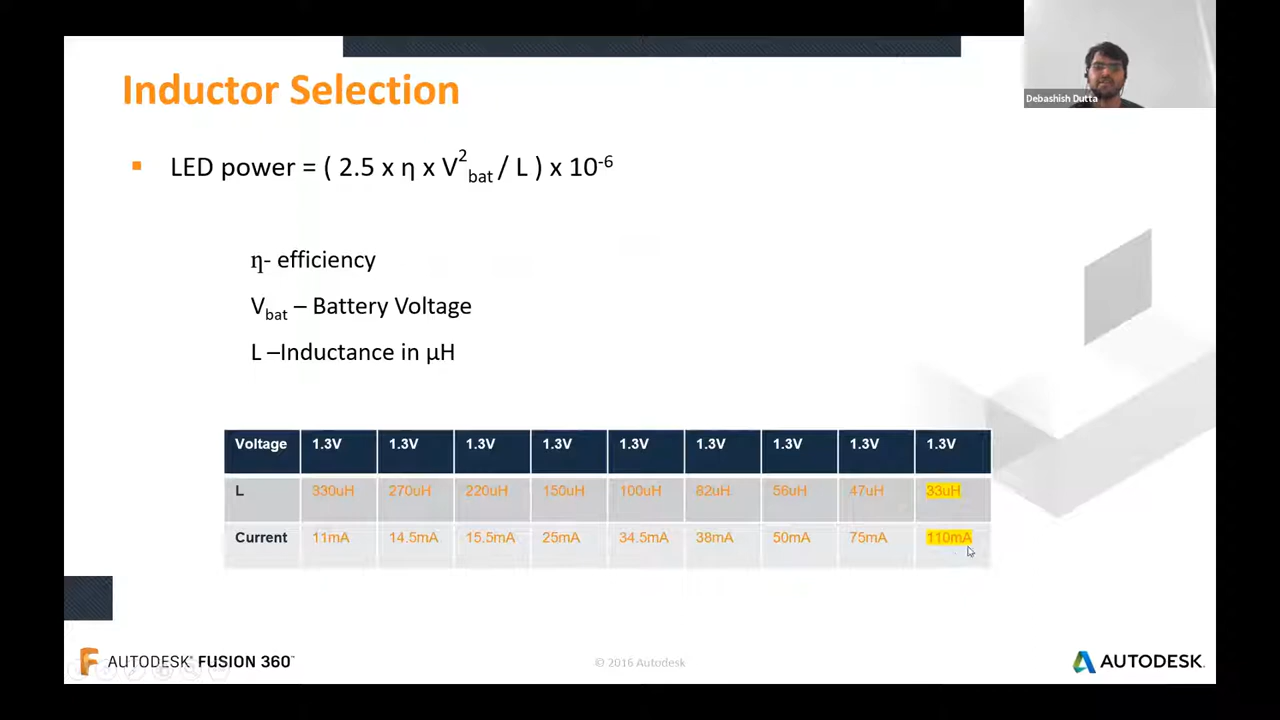 Debashish Dutta
Inductor Selection
▪ LED power = ( 2.5 x η x V²bat / L ) x 10⁻⁶
η- efficiency
Vbat – Battery Voltage
L –Inductance in µH
Voltage 1.3V 1.3V 1.3V 1.3V 1.3V 1.3V 1.3V 1.3V 1.3V
L 330uH 270uH 220uH 150uH 100uH 82uH 56uH 47uH 33uH
Current 11mA 14.5mA 15.5mA 25mA 34.5mA 38mA 50mA 75mA 110mA
AUTODESK® FUSION 360™
© 2016 Autodesk
AUTODESK.